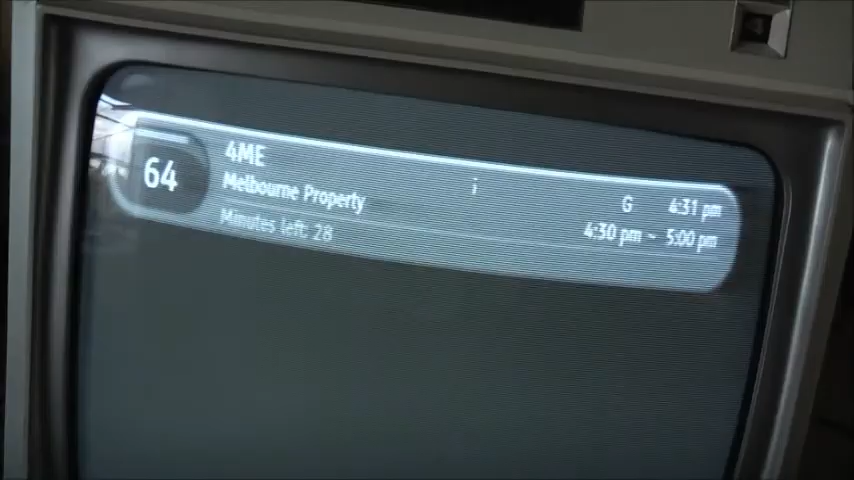 64
4ME
Melbourne Property
Minutes left: 28
i
G 4:31 pm
4:30 pm ~ 5:00 pm